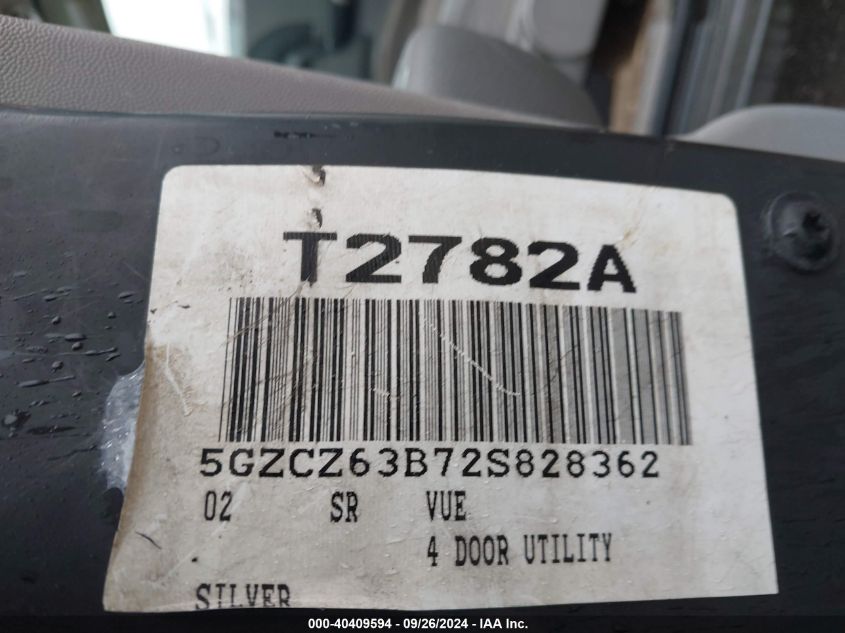 T2782A
5GZCZ63B72S828362
02 SR VUE
4 DOOR UTILITY
SILVER
000-40409594 - 09/26/2024 - IAA Inc.